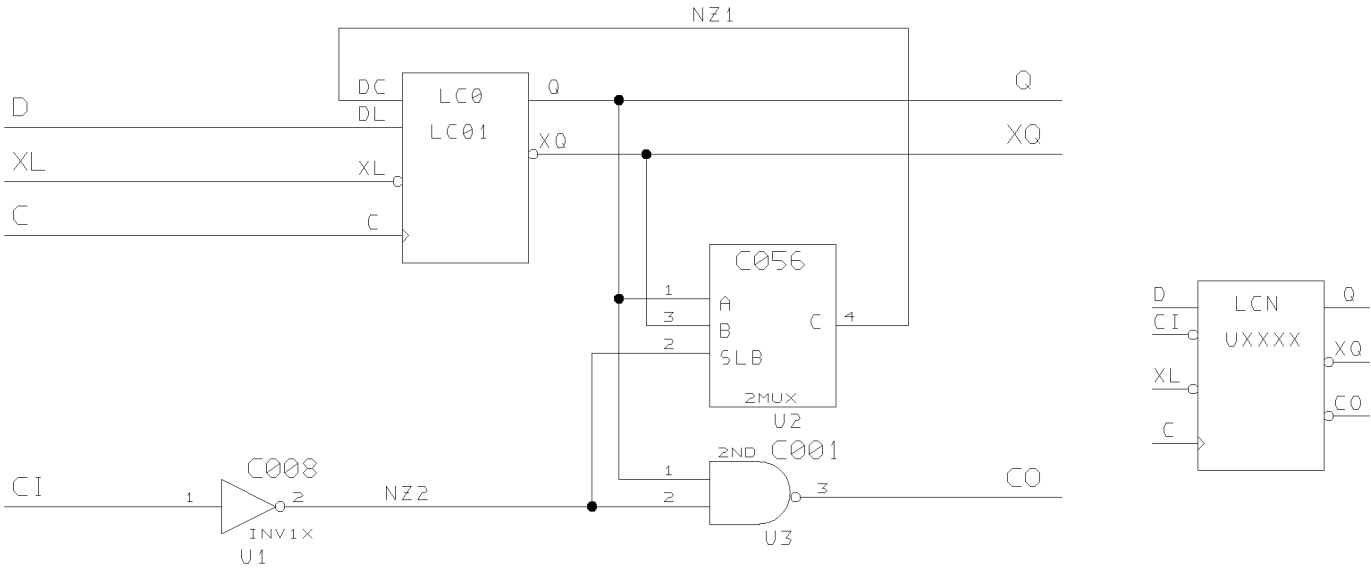 NZ1
DC
LC0
Q
Q
D
DL
LC01
XQ
XQ
XL
XL
C
C
C056
1
A
3
B
C
4
2
SLB
2MUX
U2
D
LCN
Q
CI
UXXXX
XQ
XL
CO
C
2ND
C001
1
CO
2
3
U3
C008
CI
1
2
NZ2
INV1X
U1